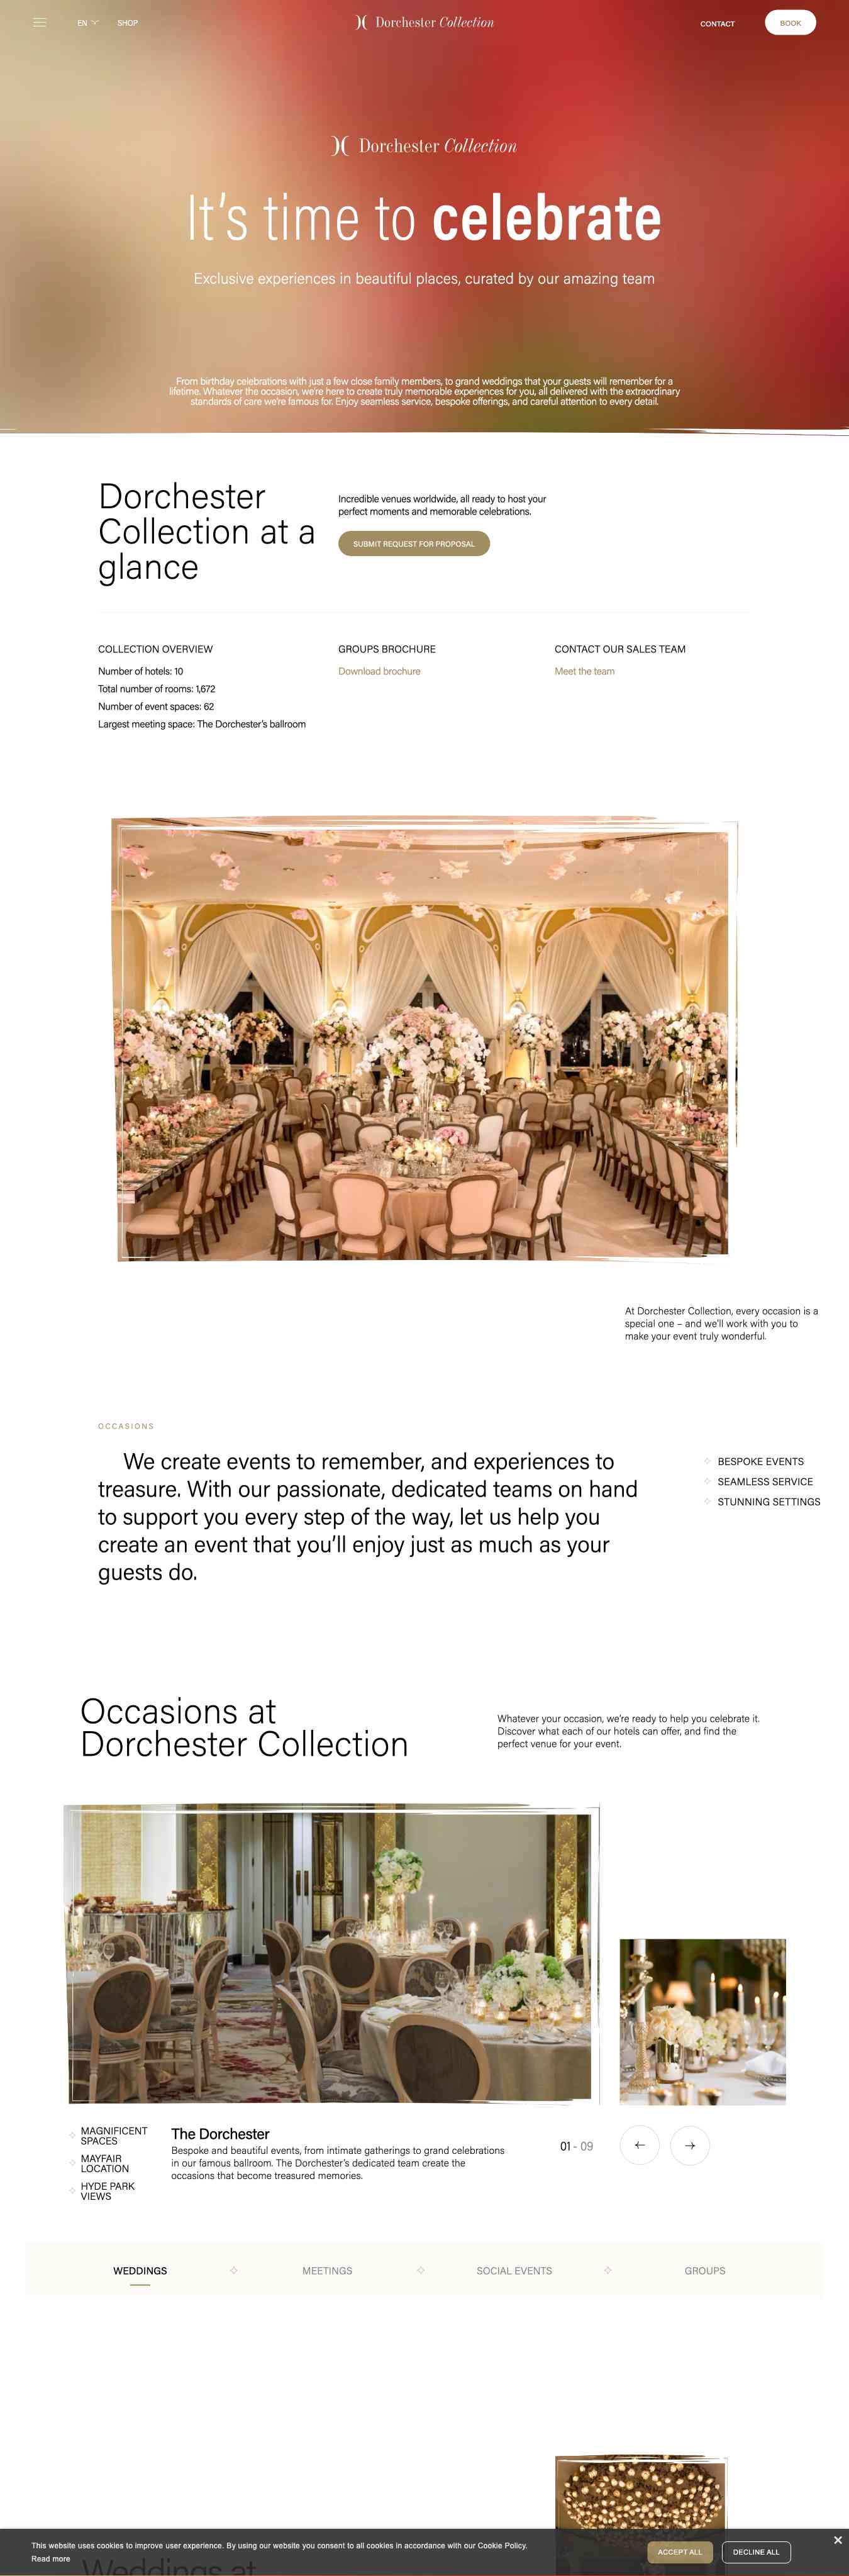 EN
SHOP
Dorchester Collection
CONTACT
BOOK
Dorchester Collection
It's time to celebrate
Exclusive experiences in beautiful places, curated by our amazing team
From birthday celebrations with just a few close family members, to grand weddings that your guests will remember for a
lifetime. Whatever the occasion, we're here to create truly memorable experiences for you, all delivered with the extraordinary
standards of care we're famous for. Enjoy seamless service, bespoke offerings, and careful attention to every detail.
Dorchester
Collection at a
glance
Incredible venues worldwide, all ready to host your
perfect moments and memorable celebrations.
SUBMIT REQUEST FOR PROPOSAL
COLLECTION OVERVIEW
Number of hotels: 10
Total number of rooms: 1,672
Number of event spaces: 62
Largest meeting space: The Dorchester's ballroom
GROUPS BROCHURE
Download brochure
CONTACT OUR SALES TEAM
Meet the team
At Dorchester Collection, every occasion is a
special one – and we'll work with you to
make your event truly wonderful.
OCCASIONS
We create events to remember, and experiences to
treasure. With our passionate, dedicated teams on hand
to support you every step of the way, let us help you
create an event that you'll enjoy just as much as your
guests do.
BESPOKE EVENTS
SEAMLESS SERVICE
STUNNING SETTINGS
Occasions at
Dorchester Collection
Whatever your occasion, we're ready to help you celebrate it.
Discover what each of our hotels can offer, and find the
perfect venue for your event.
MAGNIFICENT
SPACES
MAYFAIR
LOCATION
HYDE PARK
VIEWS
The Dorchester
Bespoke and beautiful events, from intimate gatherings to grand celebrations
in our famous ballroom. The Dorchester's dedicated team create the
occasions that become treasured memories.
01 - 09
WEDDINGS
MEETINGS
SOCIAL EVENTS
GROUPS
This website uses cookies to improve user experience. By using our website you consent to all cookies in accordance with our Cookie Policy.
Read more
ACCEPT ALL
DECLINE ALL
Weddings at